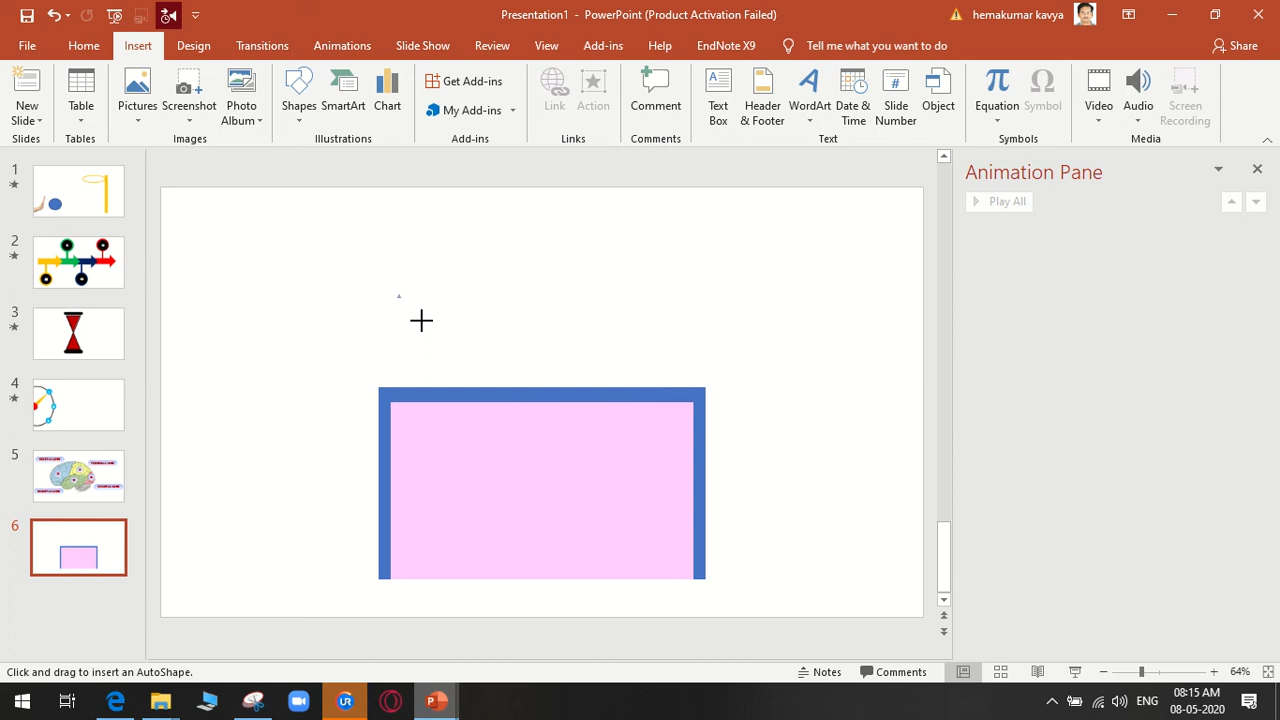 Presentation1 - PowerPoint (Product Activation Failed)
hemakumar kavya
File Home Insert Design Transitions Animations Slide Show Review View Add-ins Help EndNote X9 Tell me what you want to do Share
New Slide
Table
Pictures
Screenshot
Photo Album
Shapes
SmartArt
Chart
Get Add-ins
My Add-ins
Link
Action
Comment
Text Box
Header & Footer
WordArt
Date & Time
Slide Number
Object
Equation
Symbol
Video
Audio
Screen Recording
Slides Tables Images Illustrations Add-ins Links Comments Text Symbols Media
1
2
3
4
5
6
Animation Pane
Play All
Click and drag to insert an AutoShape.
Notes Comments 64%
ENG
08:15 AM
08-05-2020